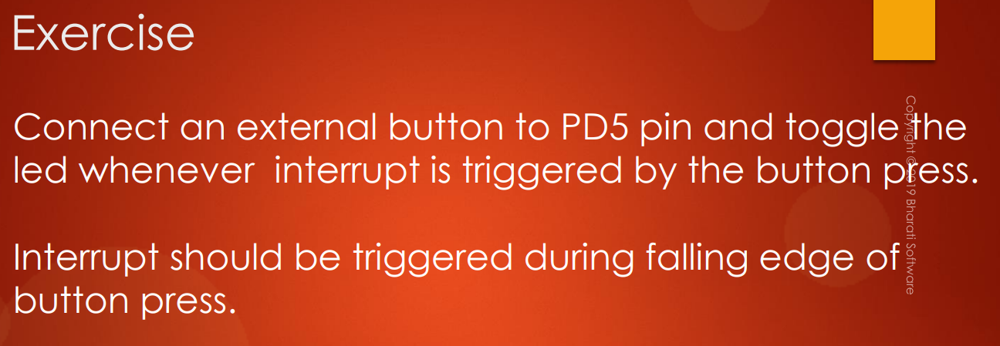 Exercise
Connect an external button to PD5 pin and toggle the
led whenever  interrupt is triggered by the button press.
Interrupt should be triggered during falling edge of
button press.
Copyright © 2019 Bharati Software